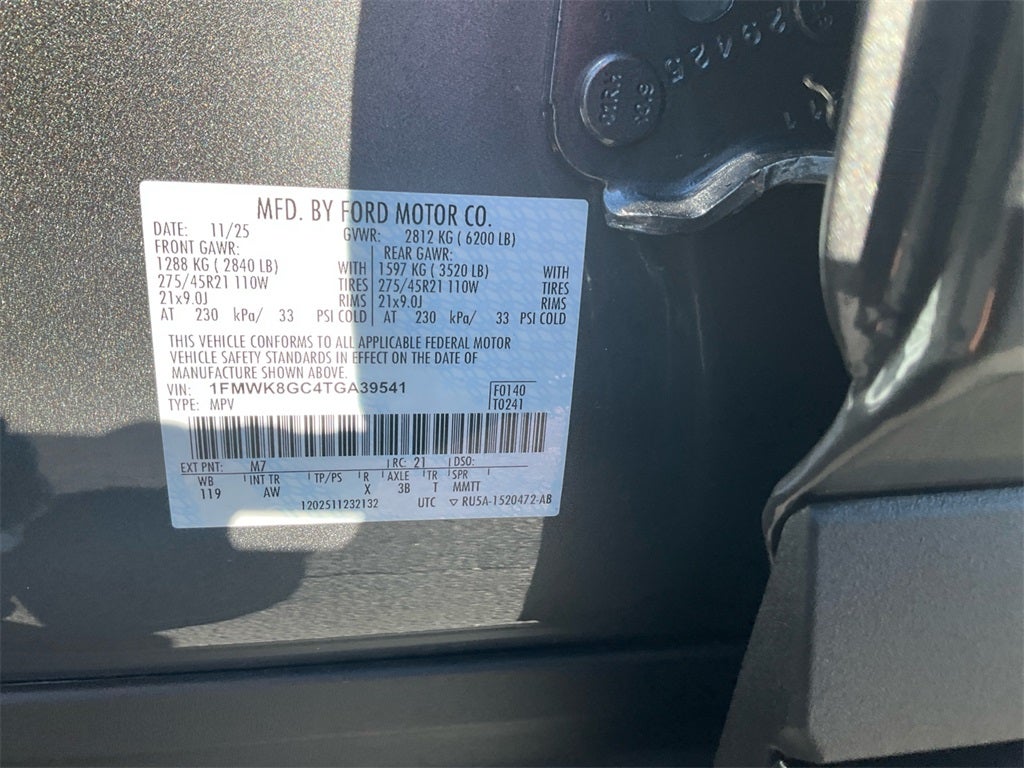 MFD. BY FORD MOTOR CO.
DATE: 11/25 GVWR: 2812 KG ( 6200 LB)
FRONT GAWR: REAR GAWR:
1288 KG ( 2840 LB) WITH 1597 KG ( 3520 LB) WITH
275/45R21 110W TIRES 275/45R21 110W TIRES
21x9.0J RIMS 21x9.0J RIMS
AT 230 kPa/ 33 PSI COLD AT 230 kPa/ 33 PSI COLD
THIS VEHICLE CONFORMS TO ALL APPLICABLE FEDERAL MOTOR
VEHICLE SAFETY STANDARDS IN EFFECT ON THE DATE OF
MANUFACTURE SHOWN ABOVE.
VIN: 1FMWK8GC4TGA39541 F0140
TYPE: MPV T0241
EXT PNT: M7 RC: 21 DSO:
WB INT TR TP/PS R AXLE TR SPR
119 AW X 3B T MMTT
1202511232132 UTC ▽ RU5A-1520472-AB